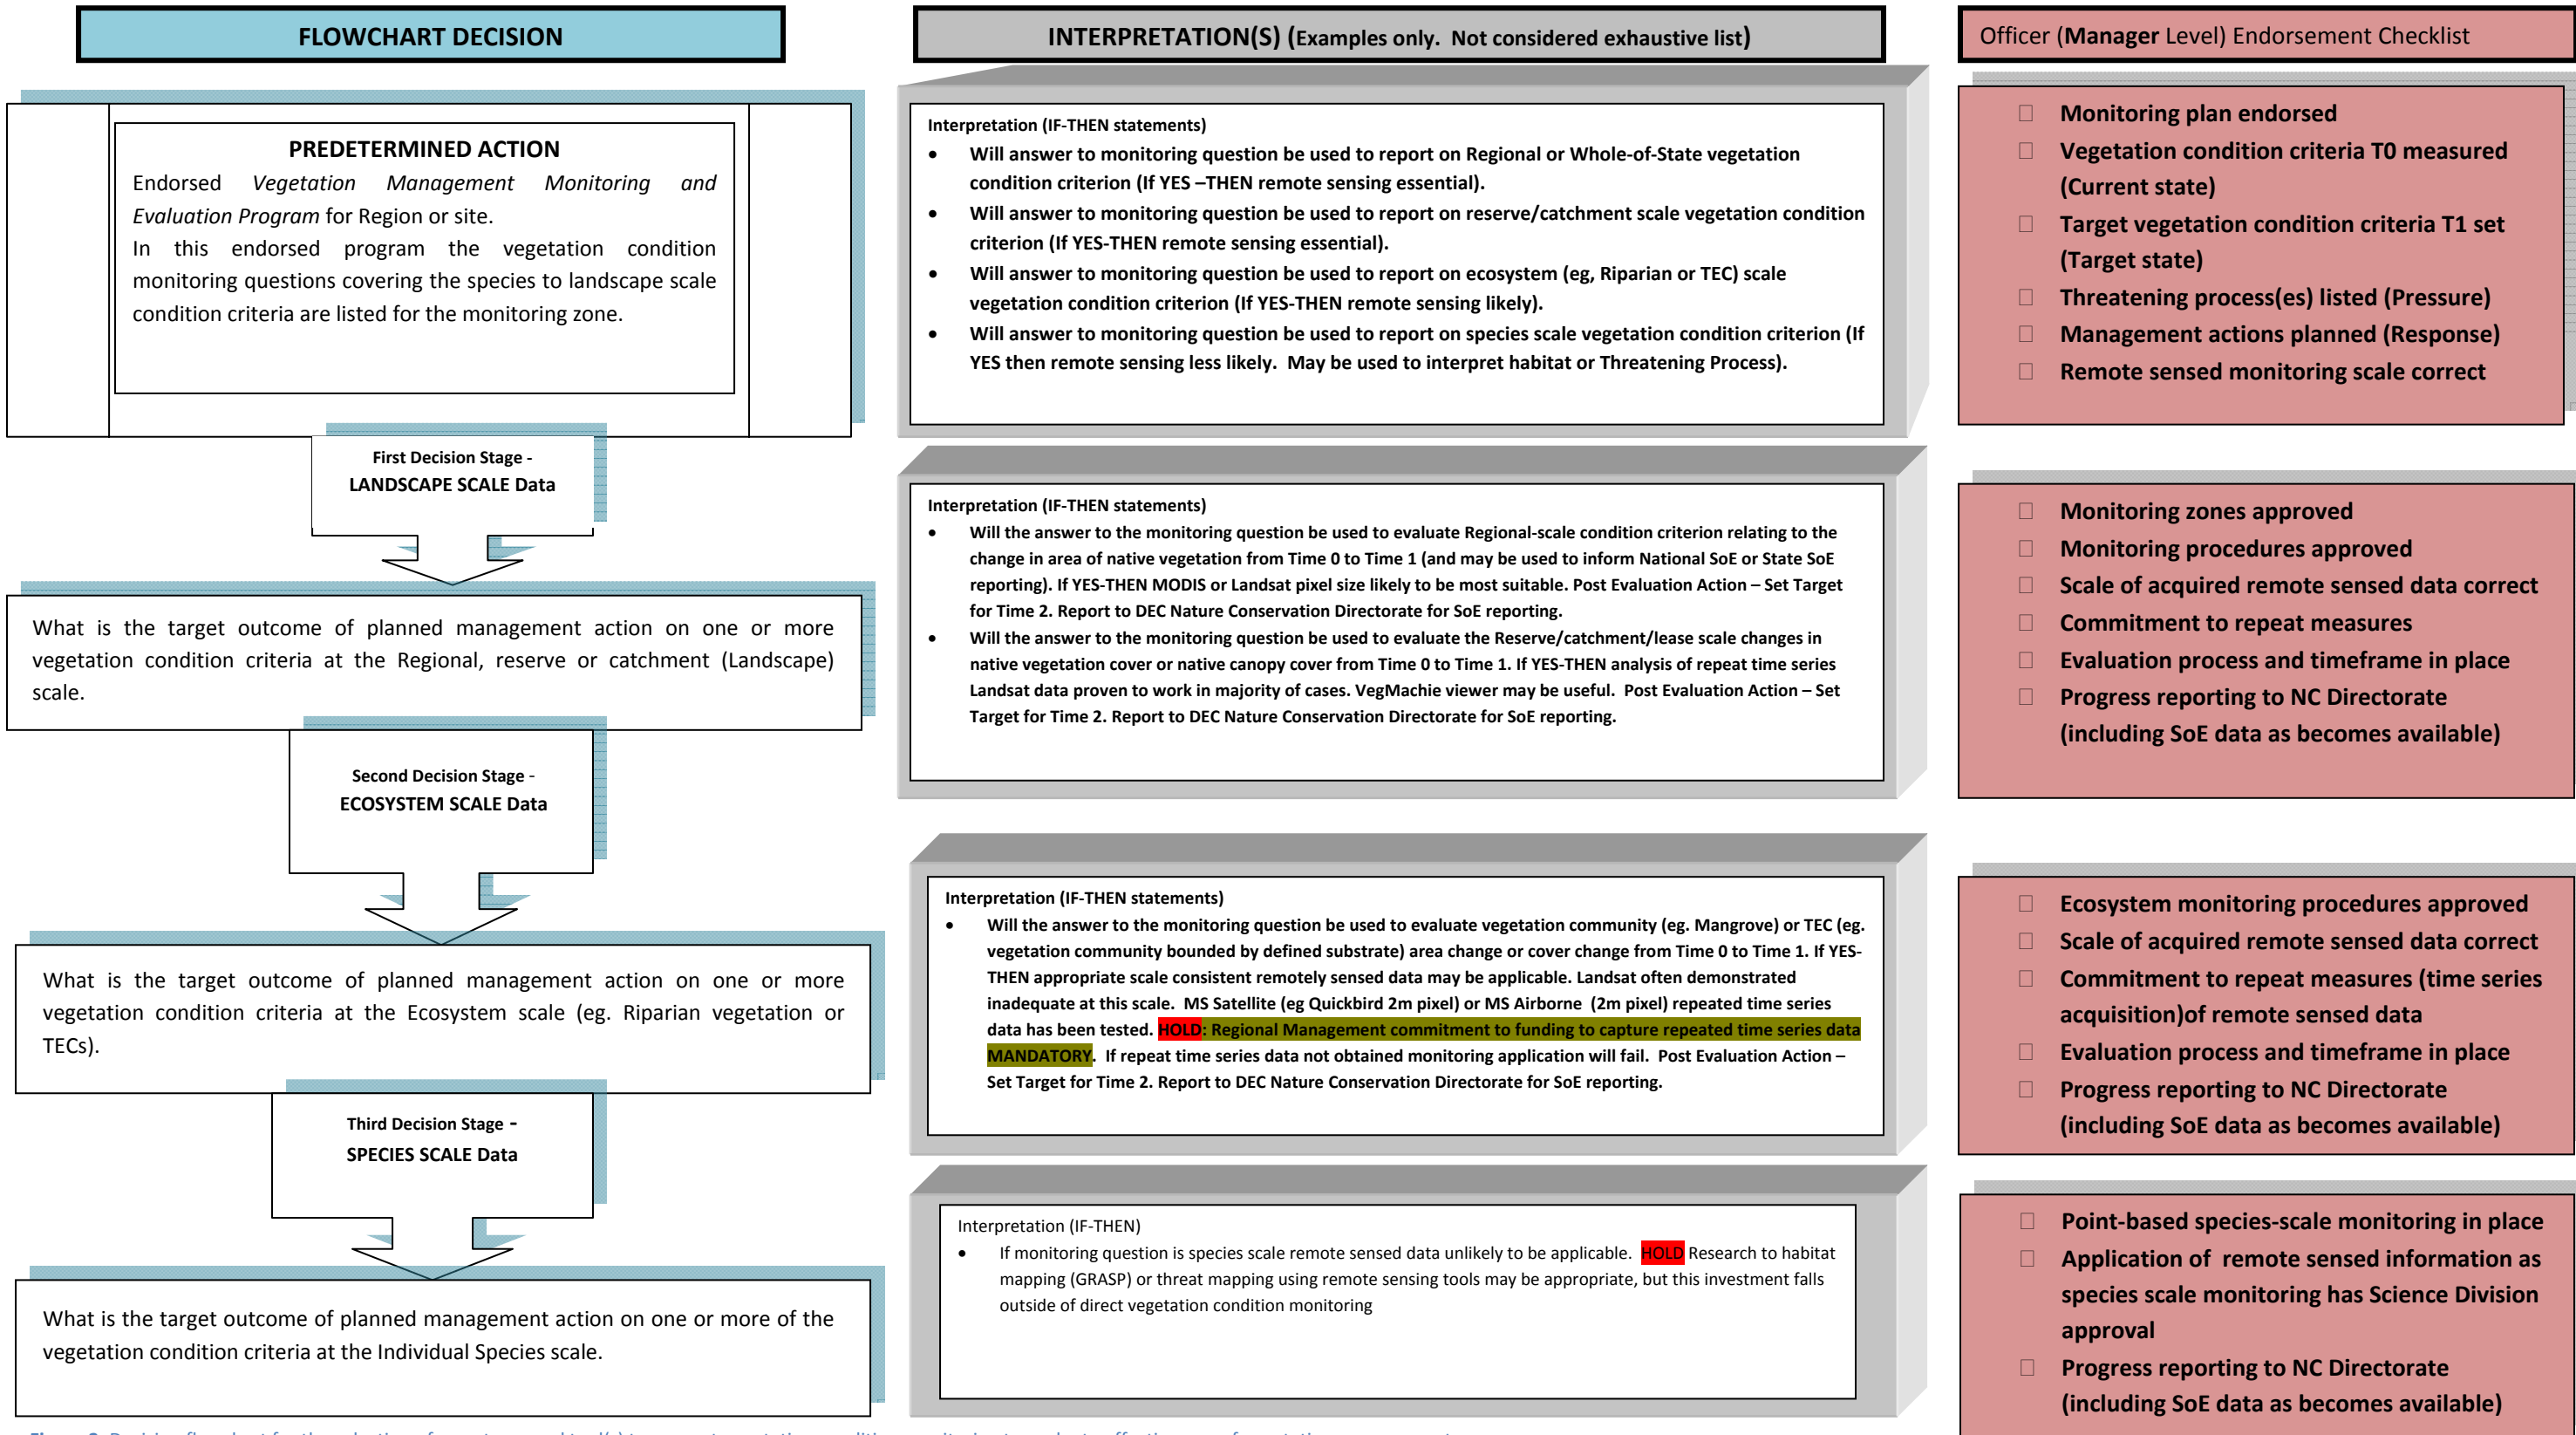 FLOWCHART DECISION
PREDETERMINED ACTION
Endorsed Vegetation Management Monitoring and
Evaluation Program for Region or site.
In this endorsed program the vegetation condition
monitoring questions covering the species to landscape scale
condition criteria are listed for the monitoring zone.
First Decision Stage -
LANDSCAPE SCALE Data
What is the target outcome of planned management action on one or more
vegetation condition criteria at the Regional, reserve or catchment (Landscape)
scale.
Second Decision Stage -
ECOSYSTEM SCALE Data
What is the target outcome of planned management action on one or more
vegetation condition criteria at the Ecosystem scale (eg. Riparian vegetation or
TECs).
Third Decision Stage -
SPECIES SCALE Data
What is the target outcome of planned management action on one or more of the
vegetation condition criteria at the Individual Species scale.
INTERPRETATION(S) (Examples only. Not considered exhaustive list)
Interpretation (IF-THEN statements)
• Will answer to monitoring question be used to report on Regional or Whole-of-State vegetation
condition criterion (If YES –THEN remote sensing essential).
• Will answer to monitoring question be used to report on reserve/catchment scale vegetation condition
criterion (If YES-THEN remote sensing essential).
• Will answer to monitoring question be used to report on ecosystem (eg, Riparian or TEC) scale
vegetation condition criterion (If YES-THEN remote sensing likely).
• Will answer to monitoring question be used to report on species scale vegetation condition criterion (If
YES then remote sensing less likely. May be used to interpret habitat or Threatening Process).
Interpretation (IF-THEN statements)
• Will the answer to the monitoring question be used to evaluate Regional-scale condition criterion relating to the
change in area of native vegetation from Time 0 to Time 1 (and may be used to inform National SoE or State SoE
reporting). If YES-THEN MODIS or Landsat pixel size likely to be most suitable. Post Evaluation Action – Set Target
for Time 2. Report to DEC Nature Conservation Directorate for SoE reporting.
• Will the answer to the monitoring question be used to evaluate the Reserve/catchment/lease scale changes in
native vegetation cover or native canopy cover from Time 0 to Time 1. If YES-THEN analysis of repeat time series
Landsat data proven to work in majority of cases. VegMachie viewer may be useful. Post Evaluation Action – Set
Target for Time 2. Report to DEC Nature Conservation Directorate for SoE reporting.
Interpretation (IF-THEN statements)
• Will the answer to the monitoring question be used to evaluate vegetation community (eg. Mangrove) or TEC (eg.
vegetation community bounded by defined substrate) area change or cover change from Time 0 to Time 1. If YES-
THEN appropriate scale consistent remotely sensed data may be applicable. Landsat often demonstrated
inadequate at this scale. MS Satellite (eg Quickbird 2m pixel) or MS Airborne (2m pixel) repeated time series
data has been tested. HOLD: Regional Management commitment to funding to capture repeated time series data
MANDATORY. If repeat time series data not obtained monitoring application will fail. Post Evaluation Action –
Set Target for Time 2. Report to DEC Nature Conservation Directorate for SoE reporting.
Interpretation (IF-THEN)
• If monitoring question is species scale remote sensed data unlikely to be applicable. HOLD Research to habitat
mapping (GRASP) or threat mapping using remote sensing tools may be appropriate, but this investment falls
outside of direct vegetation condition monitoring
Officer (Manager Level) Endorsement Checklist
Monitoring plan endorsed
Vegetation condition criteria T0 measured
(Current state)
Target vegetation condition criteria T1 set
(Target state)
Threatening process(es) listed (Pressure)
Management actions planned (Response)
Remote sensed monitoring scale correct
Monitoring zones approved
Monitoring procedures approved
Scale of acquired remote sensed data correct
Commitment to repeat measures
Evaluation process and timeframe in place
Progress reporting to NC Directorate
(including SoE data as becomes available)
Ecosystem monitoring procedures approved
Scale of acquired remote sensed data correct
Commitment to repeat measures (time series
acquisition)of remote sensed data
Evaluation process and timeframe in place
Progress reporting to NC Directorate
(including SoE data as becomes available)
Point-based species-scale monitoring in place
Application of remote sensed information as
species scale monitoring has Science Division
approval
Progress reporting to NC Directorate
(including SoE data as becomes available)